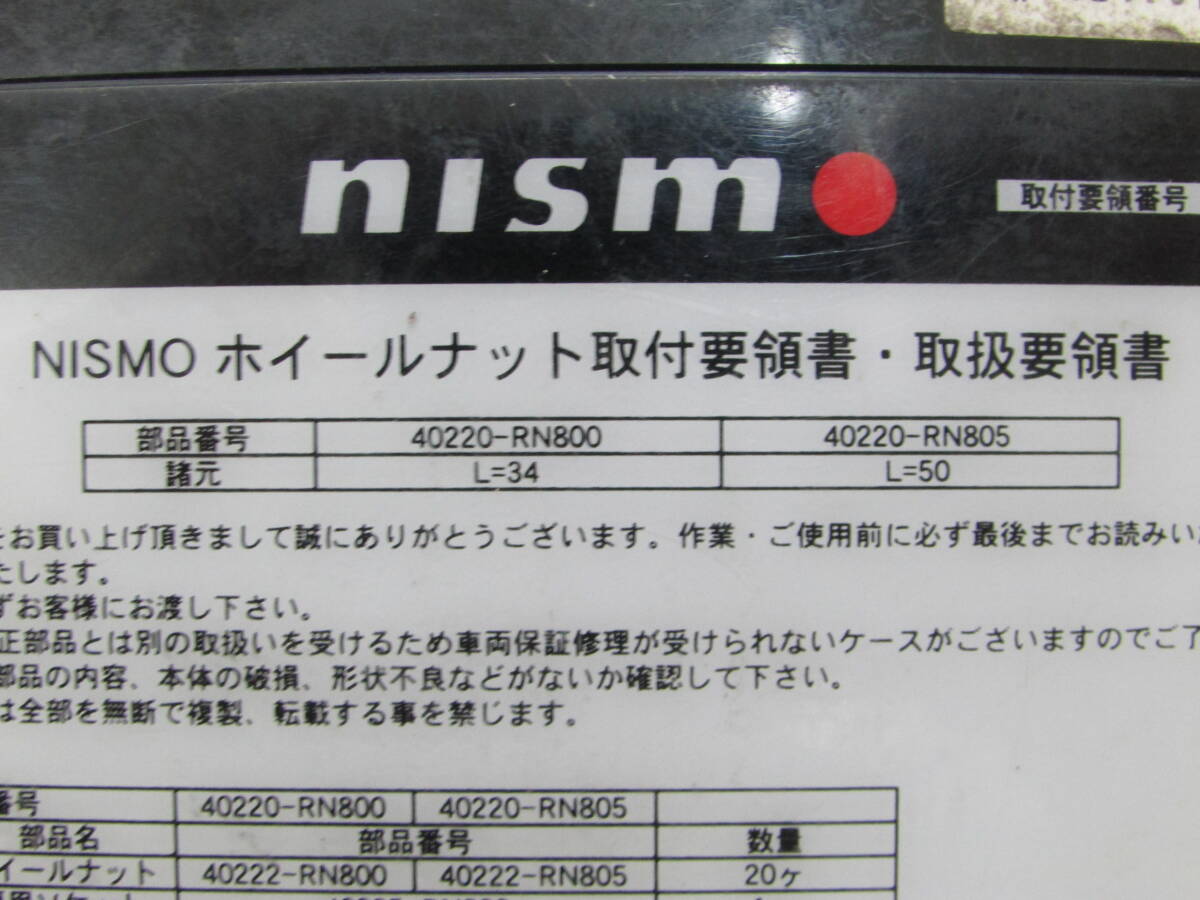 nismo
取付要領番号
NISMO ホイールナット取付要領書・取扱要領書
部品番号 40220-RN800 40220-RN805
諸元 L=34 L=50
をお買い上げ頂きまして誠にありがとうございます。作業・ご使用前に必ず最後までお読みい
たします。
ずお客様にお渡し下さい。
正部品とは別の取扱いを受けるため車両保証修理が受けられないケースがございますのでご了
部品の内容、本体の破損、形状不良などがないか確認して下さい。
は全部を無断で複製、転載する事を禁じます。
番号 40220-RN800 40220-RN805
部品名 部品番号 数量
イールナット 40222-RN800 40222-RN805 20ヶ